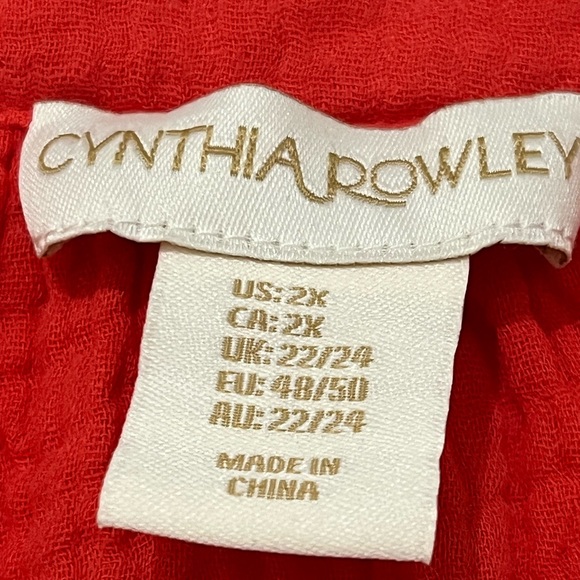 CYNTHIA ROWLEY
US: 2X
CA: 2X
UK: 22/24
EU: 48/50
AU: 22/24
MADE IN
CHINA